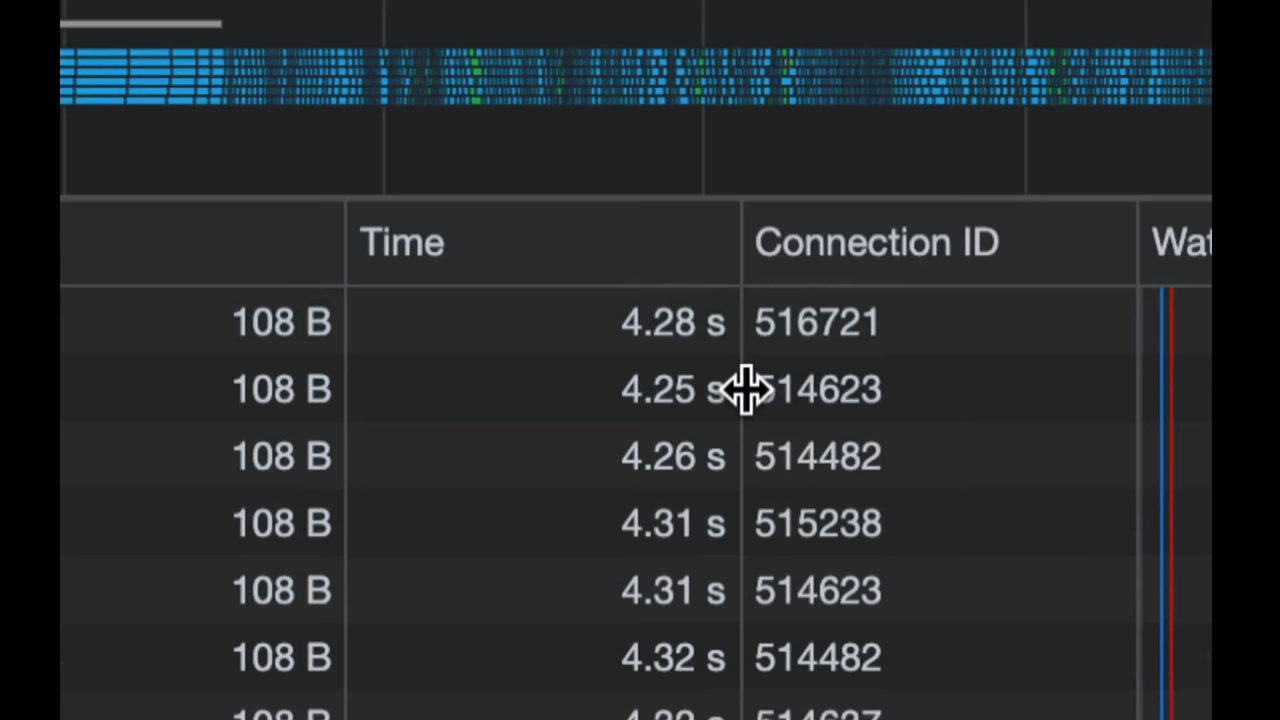 Time Connection ID Wat
108 B 4.28 s 516721
108 B 4.25 s 514623
108 B 4.26 s 514482
108 B 4.31 s 515238
108 B 4.31 s 514623
108 B 4.32 s 514482